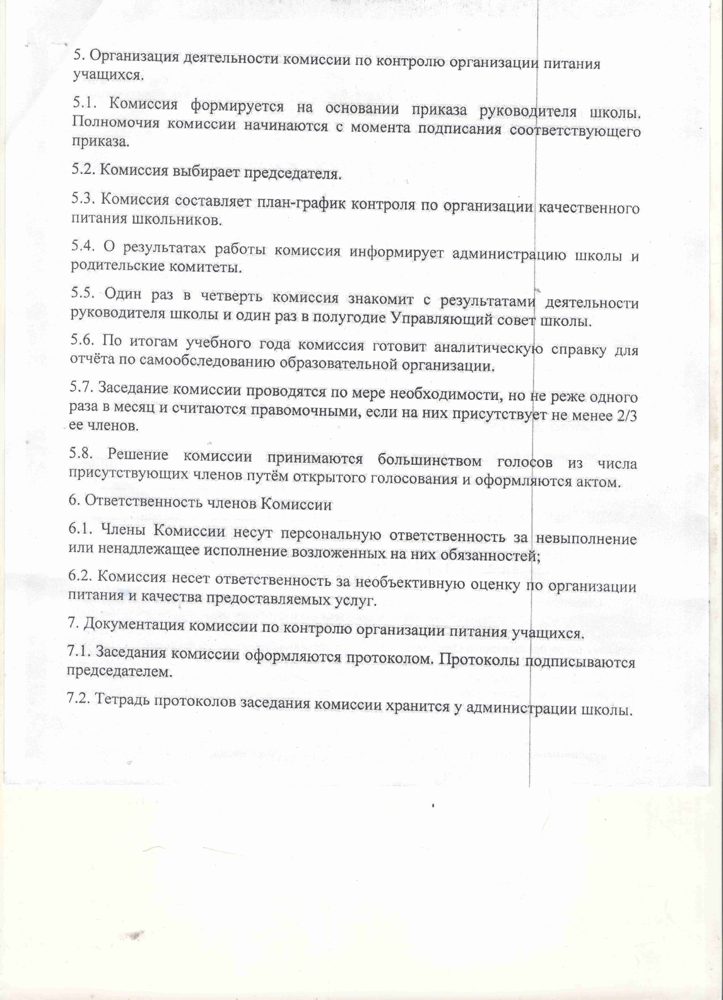 5. Организация деятельности комиссии по контролю организации питания
учащихся.
5.1. Комиссия формируется на основании приказа руководителя школы.
Полномочия комиссии начинаются с момента подписания соответствующего
приказа.
5.2. Комиссия выбирает председателя.
5.3. Комиссия составляет план-график контроля по организации качественного
питания школьников.
5.4. О результатах работы комиссия информирует администрацию школы и
родительские комитеты.
5.5. Один раз в четверть комиссия знакомит с результатами деятельности
руководителя школы и один раз в полугодие Управляющий совет школы.
5.6. По итогам учебного года комиссия готовит аналитическую справку для
отчёта по самообследованию образовательной организации.
5.7. Заседание комиссии проводятся по мере необходимости, но не реже одного
раза в месяц и считаются правомочными, если на них присутствует не менее 2/3
ее членов.
5.8. Решение комиссии принимаются большинством голосов из числа
присутствующих членов путём открытого голосования и оформляются актом.
6. Ответственность членов Комиссии
6.1. Члены Комиссии несут персональную ответственность за невыполнение
или ненадлежащее исполнение возложенных на них обязанностей;
6.2. Комиссия несет ответственность за необъективную оценку по организации
питания и качества предоставляемых услуг.
7. Документация комиссии по контролю организации питания учащихся.
7.1. Заседания комиссии оформляются протоколом. Протоколы подписываются
председателем.
7.2. Тетрадь протоколов заседания комиссии хранится у администрации школы.